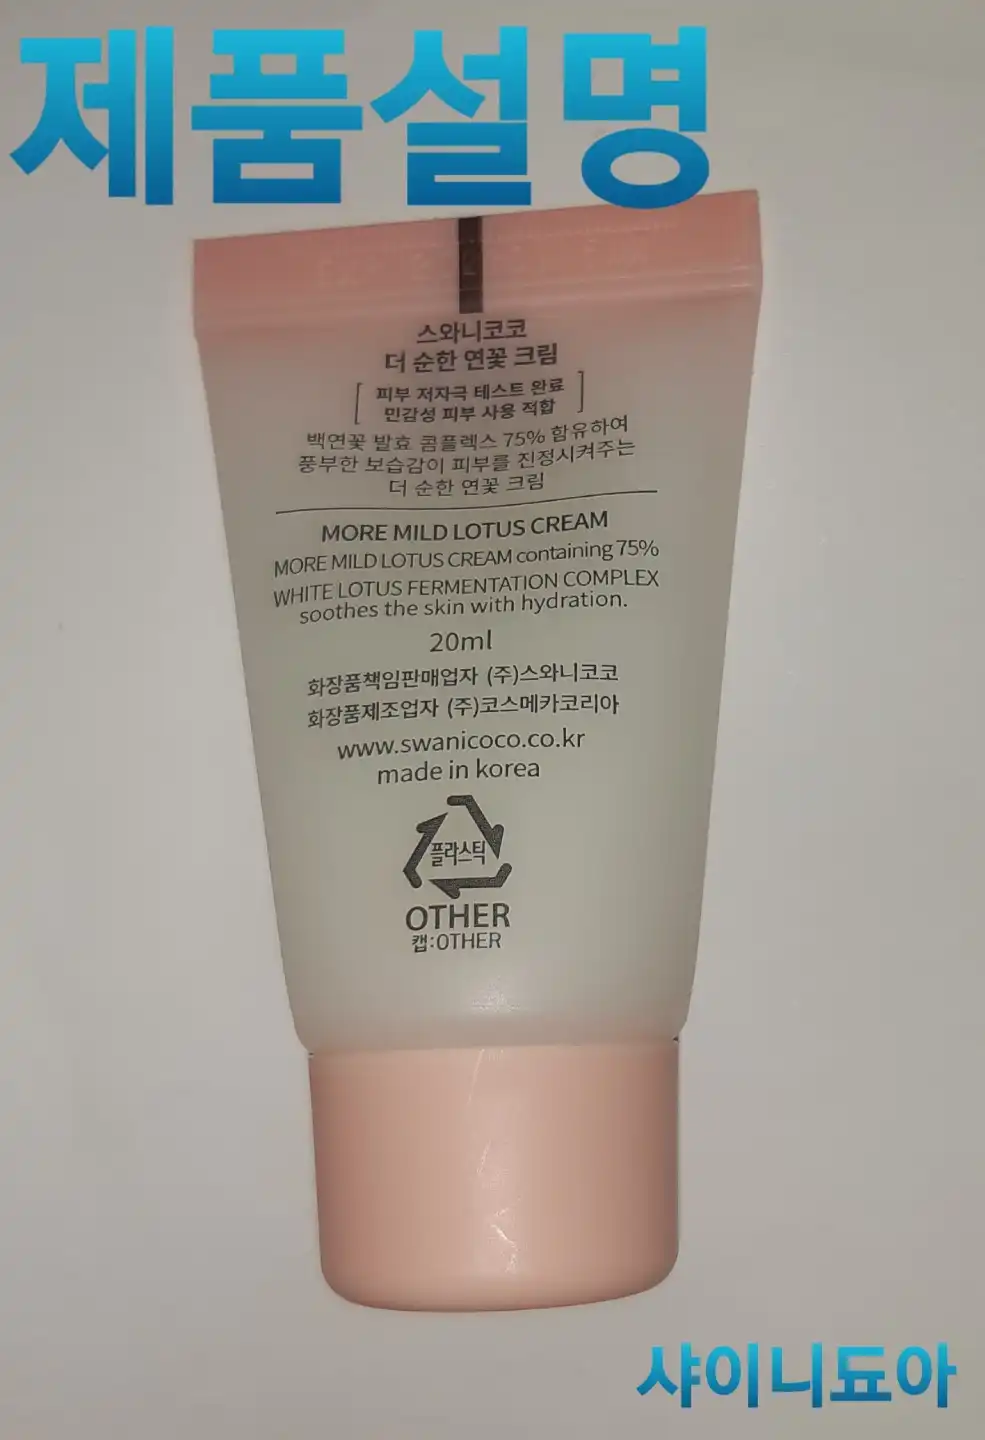 제품설명
스와니코코
더 순한 연꽃 크림
[ 피부 저자극 테스트 완료
민감성 피부 사용 적합 ]
백연꽃 발효 콤플렉스 75% 함유하여
풍부한 보습감이 피부를 진정시켜주는
더 순한 연꽃 크림
MORE MILD LOTUS CREAM
MORE MILD LOTUS CREAM containing 75%
WHITE LOTUS FERMENTATION COMPLEX
soothes the skin with hydration.
20ml
화장품책임판매업자 (주)스와니코코
화장품제조업자 (주)코스메카코리아
www.swanicoco.co.kr
made in korea
플라스틱
OTHER
캡:OTHER
샤이니됴아